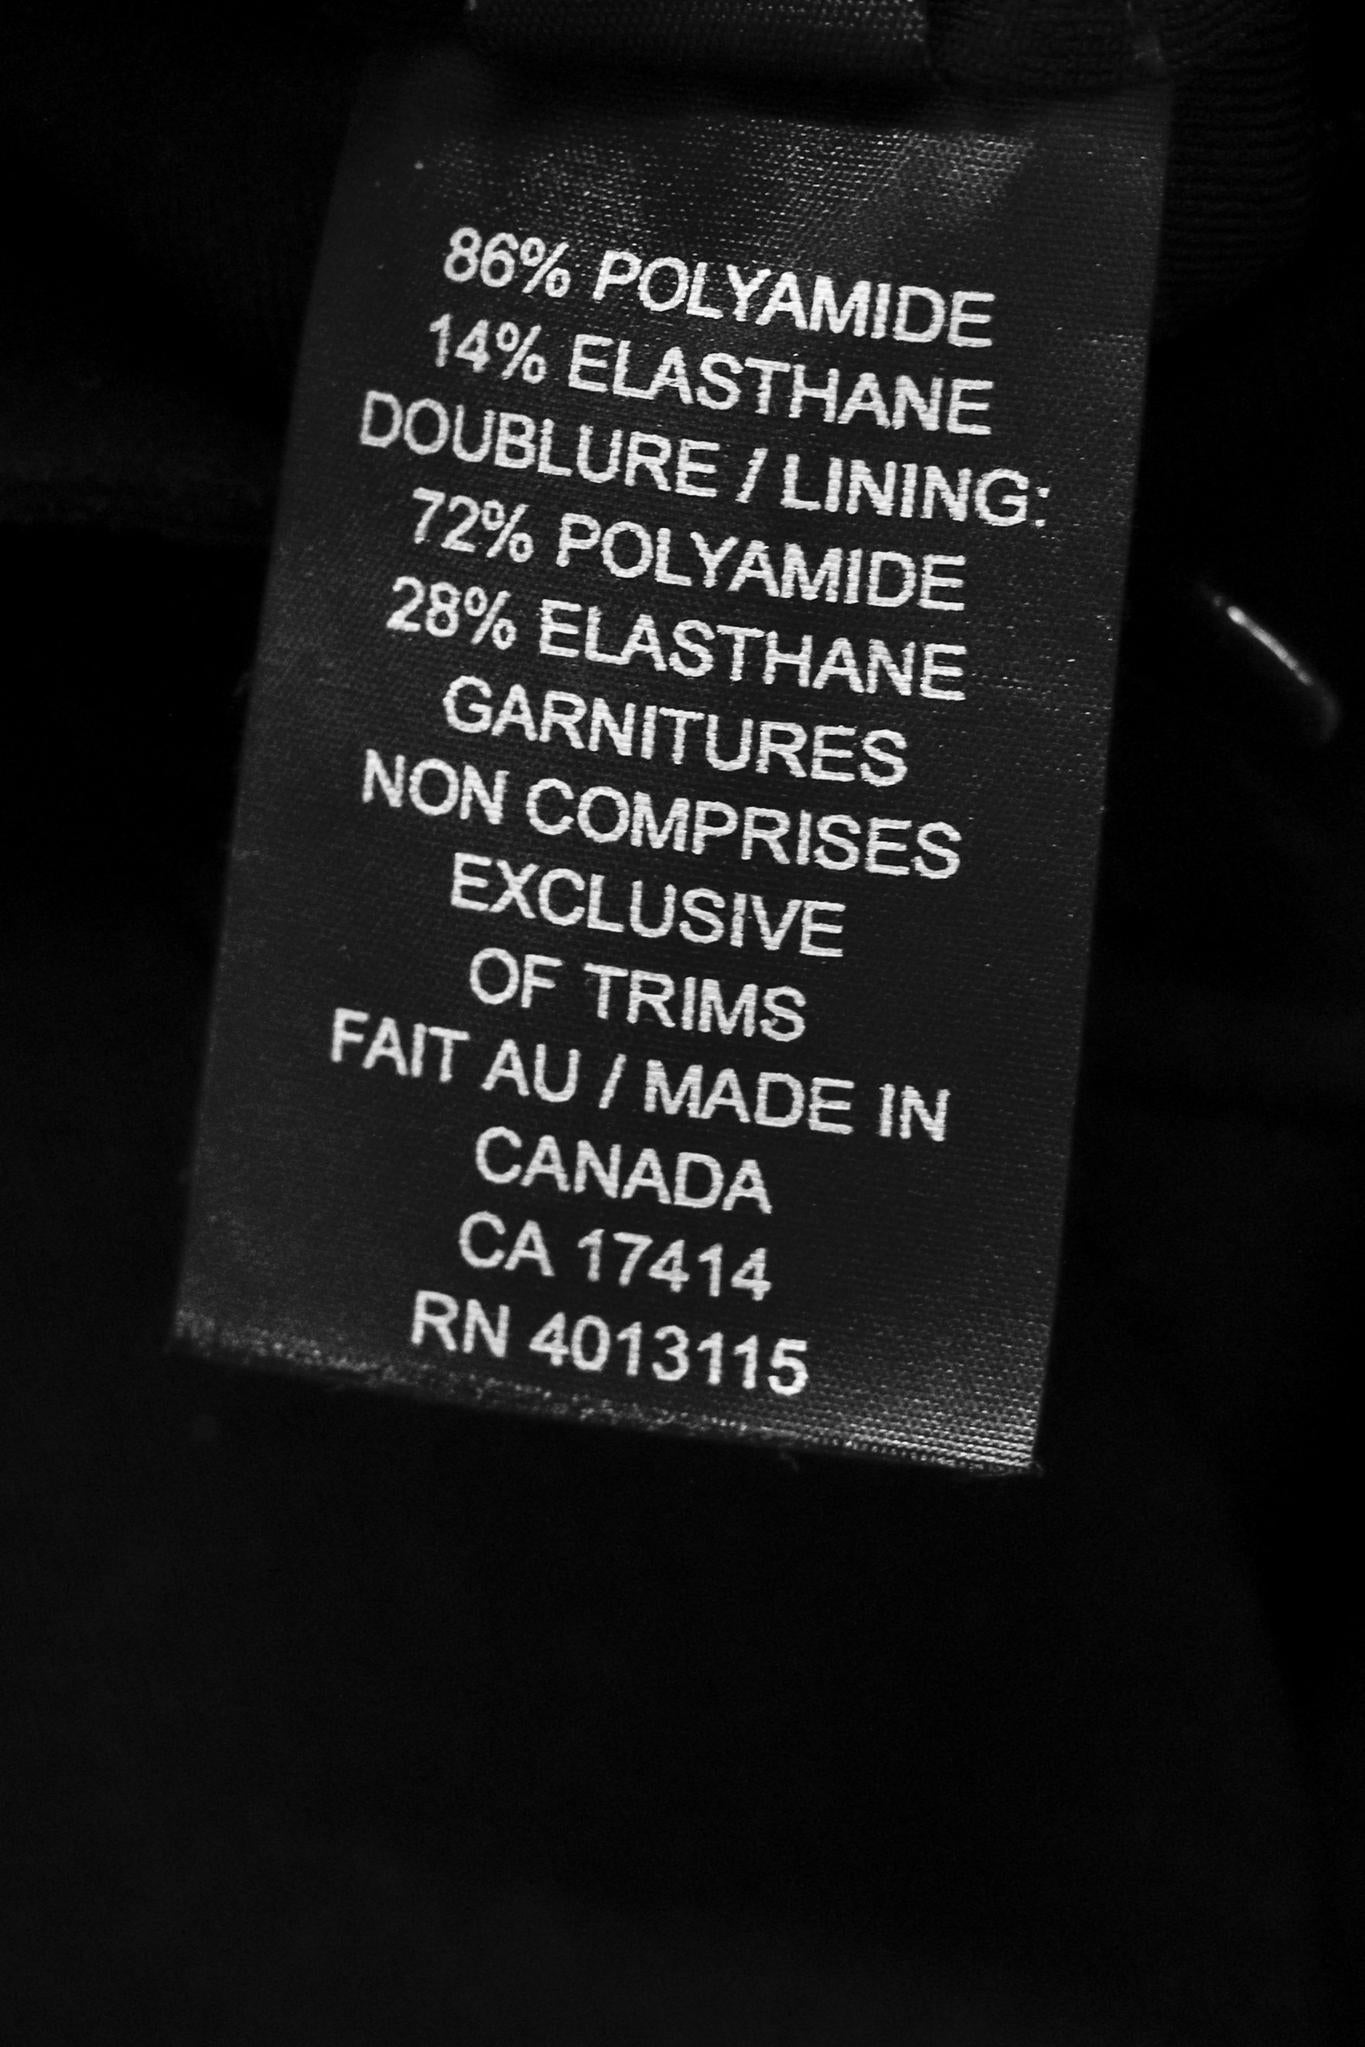 86% POLYAMIDE
14% ELASTHANE
DOUBLURE / LINING:
72% POLYAMIDE
28% ELASTHANE
GARNITURES
NON COMPRISES
EXCLUSIVE
OF TRIMS
FAIT AU / MADE IN
CANADA
CA 17414
RN 4013115